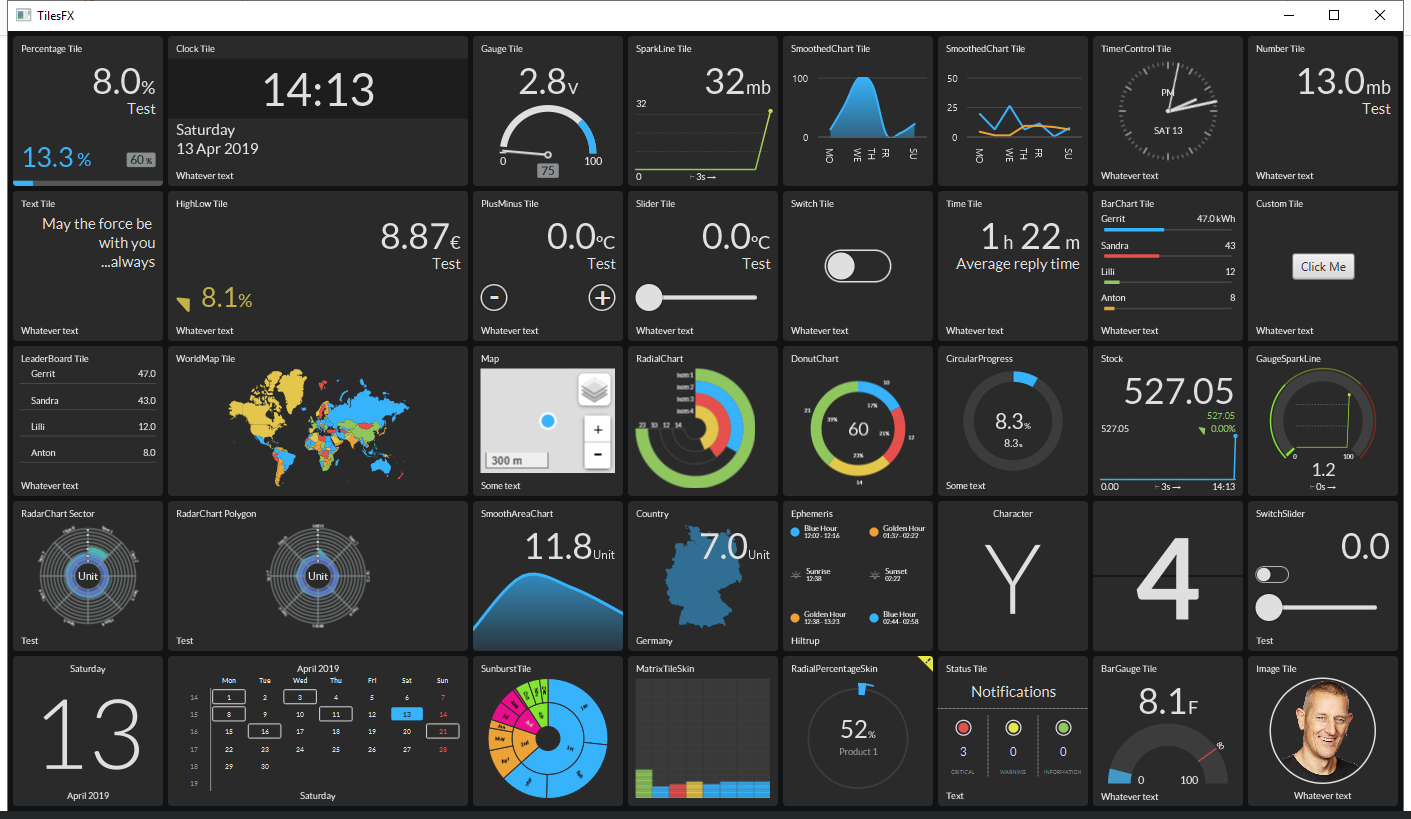 TilesFX
Percentage Tile
8.0%
Test
13.3 %
60 %
Clock Tile
14:13
Saturday
13 Apr 2019
Whatever text
Gauge Tile
2.8V
0
100
75
SparkLine Tile
32mb
32
0
3s
SmoothedChart Tile
100
0
MO
WE
TH
FR
SU
SmoothedChart Tile
50
25
0
MO
WE
TH
FR
SU
TimerControl Tile
PM
SAT 13
Whatever text
Number Tile
13.0mb
Test
Whatever text
Text Tile
May the force be
with you
...always
Whatever text
HighLow Tile
8.87€
Test
8.1%
Whatever text
PlusMinus Tile
0.0°C
Test
-
+
Whatever text
Slider Tile
0.0°C
Test
Whatever text
Switch Tile
Whatever text
Time Tile
1 h 22 m
Average reply time
Whatever text
BarChart Tile
Gerrit 47.0 kWh
Sandra 43
Lilli 12
Anton 8
Whatever text
Custom Tile
Click Me
Whatever text
LeaderBoard Tile
Gerrit 47.0
Sandra 43.0
Lilli 12.0
Anton 8.0
Whatever text
WorldMap Tile
Map
+
-
300 m
Some text
RadialChart
Item 1
Item 2
Item 3
Item 4
23 10 12 14
DonutChart
10
23
39%
17%
60
21%
12
23%
14
CircularProgress
8.3%
8.3%
Some text
Stock
527.05
527.05
527.05
0.00%
0.00
3s
14:13
GaugeSparkLine
0
100
1.2
0s
RadarChart Sector
Unit
Test
RadarChart Polygon
Unit
Test
SmoothAreaChart
11.8Unit
Country
7.0Unit
Germany
Ephemeris
Blue Hour
12:02 - 12:16
Golden Hour
01:37 - 02:22
Sunrise
12:38
Sunset
02:22
Golden Hour
12:38 - 13:23
Blue Hour
02:44 - 02:58
Hiltrup
Character
Y
4
SwitchSlider
0.0
Test
Saturday
13
April 2019
April 2019
Mon Tue Wed Thu Fri Sat Sun
14 1 2 3 4 5 6 7
15 8 9 10 11 12 13 14
16 15 16 17 18 19 20 21
17 22 23 24 25 26 27 28
18 29 30
19
Saturday
SunburstTile
MatrixTileSkin
RadialPercentageSkin
52%
Product 1
Status Tile
Notifications
3
0
0
CRITICAL
WARNING
INFORMATION
Text
BarGauge Tile
8.1F
0
100
Whatever text
Image Tile
Whatever text